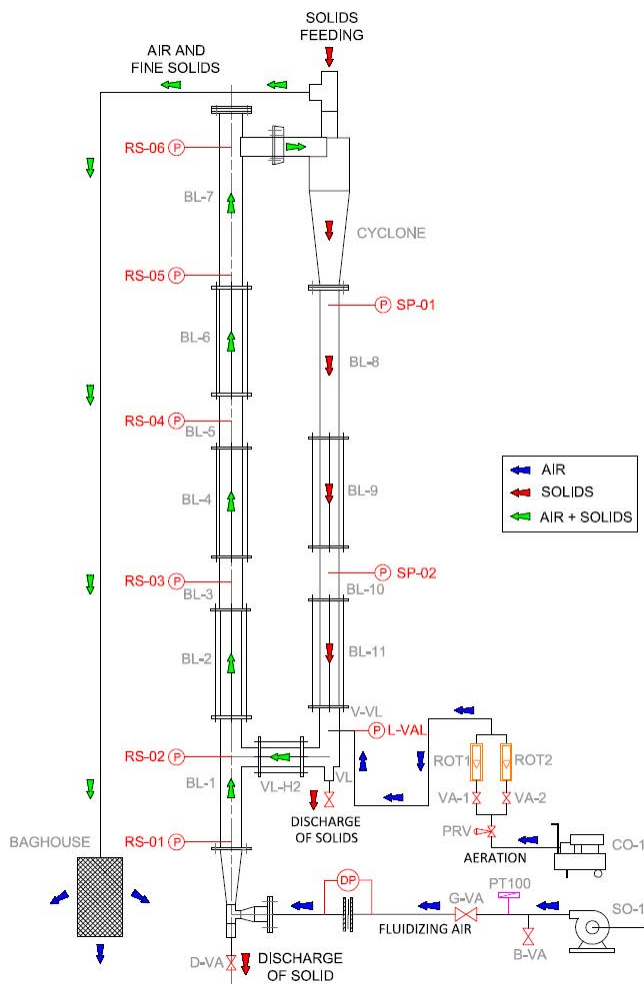 SOLIDS
FEEDING
AIR AND
FINE SOLIDS
RS-06 P
BL-7
CYCLONE
RS-05 P
P SP-01
BL-6
BL-8
RS-04 P
BL-5
AIR
SOLIDS
AIR + SOLIDS
BL-4
BL-9
RS-03 P
P SP-02
BL-3
BL-10
BL-2
BL-11
V-VL
P L-VAL
RS-02 P
ROT1
ROT2
BL-1
VL-H2
VL
VA-1
VA-2
DISCHARGE
OF SOLIDS
PRV
AERATION
CO-1
BAGHOUSE
RS-01 P
DP
G-VA
PT100
SO-1
FLUIDIZING AIR
B-VA
D-VA
DISCHARGE
OF SOLID